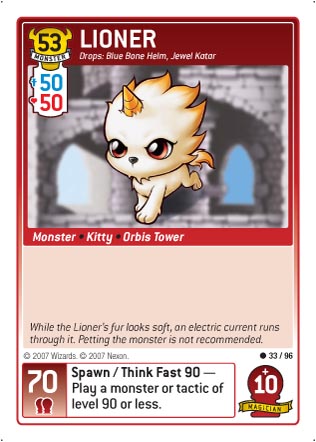 53
MONSTER
LIONER
Drops: Blue Bone Helm, Jewel Katar
50
50
Monster • Kitty • Orbis Tower
While the Lioner's fur looks soft, an electric current runs
through it. Petting the monster is not recommended.
© 2007 Wizards. © 2007 Nexon.
33 / 96
70
Spawn / Think Fast 90 —
Play a monster or tactic of
level 90 or less.
+
10
MAGICIAN